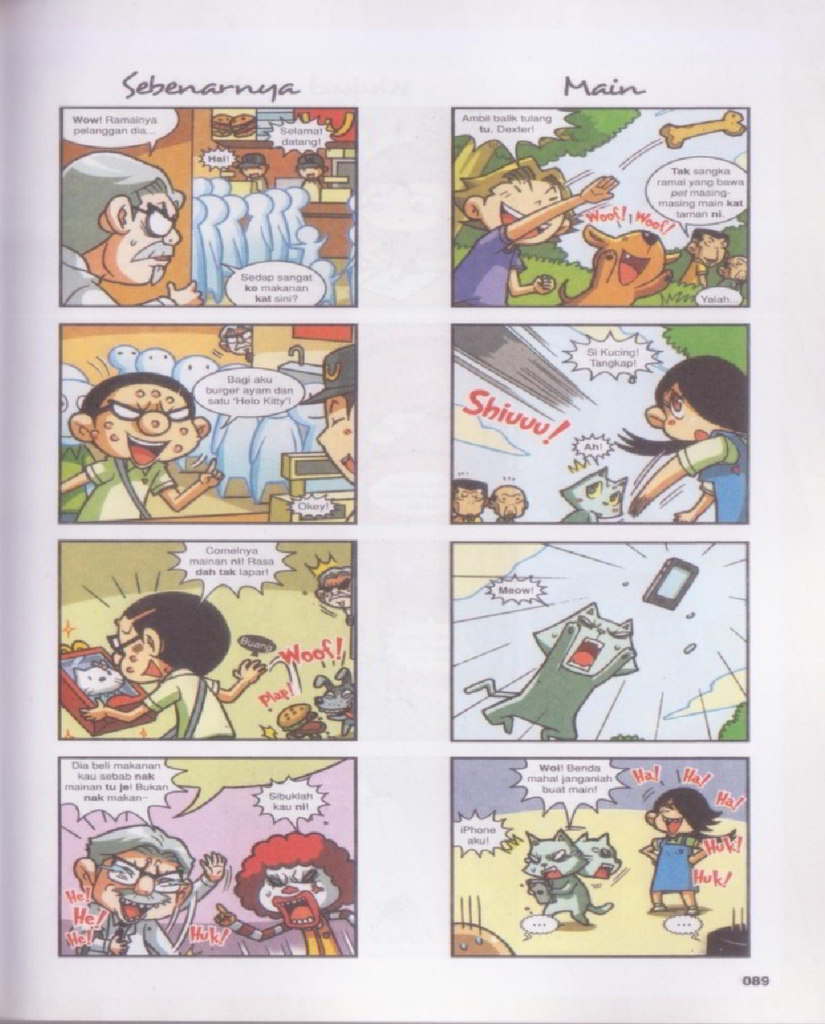 Sebenarnya
Wow! Ramainya
pelanggan dia...
Selamat
datang!
Hai!
Sedap sangat
ke makanan
kat sini?
Bagi aku
burger ayam dan
satu 'Helo Kitty'!
Okey!
Comelnya
mainan ni! Rasa
dah tak lapar!
Buang
Woof!
Plap!
Dia beli makanan
kau sebab nak
mainan tu je! Bukan
nak makan~
Sibuklah
kau ni!
He!
He!
He!
Huk!
Main
Ambil balik tulang
tu, Dexter!
Tak sangka
ramai yang bawa
pet masing-
masing main kat
taman ni.
Woof! Woof!
Yalah...
Si Kucing!
Tangkap!
Shiuuu!
Ah!
Meow!
Woi! Benda
mahal janganlah
buat main!
iPhone
aku!
Ha! Ha!
Ha!
Huk!
Huk!
...
...
089